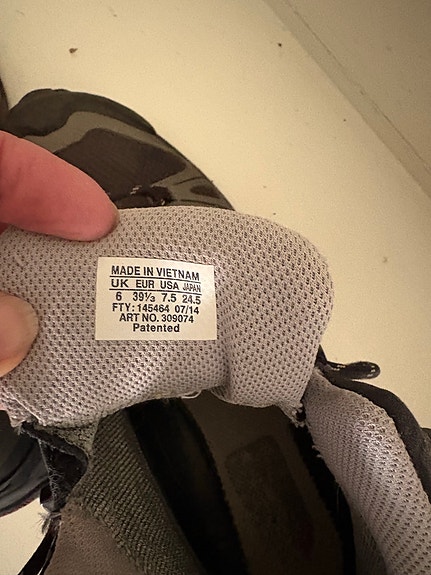 MADE IN VIETNAM
UK EUR USA JAPAN
6 39⅓ 7.5 24.5
FTY: 145464 07/14
ART NO. 309074
Patented